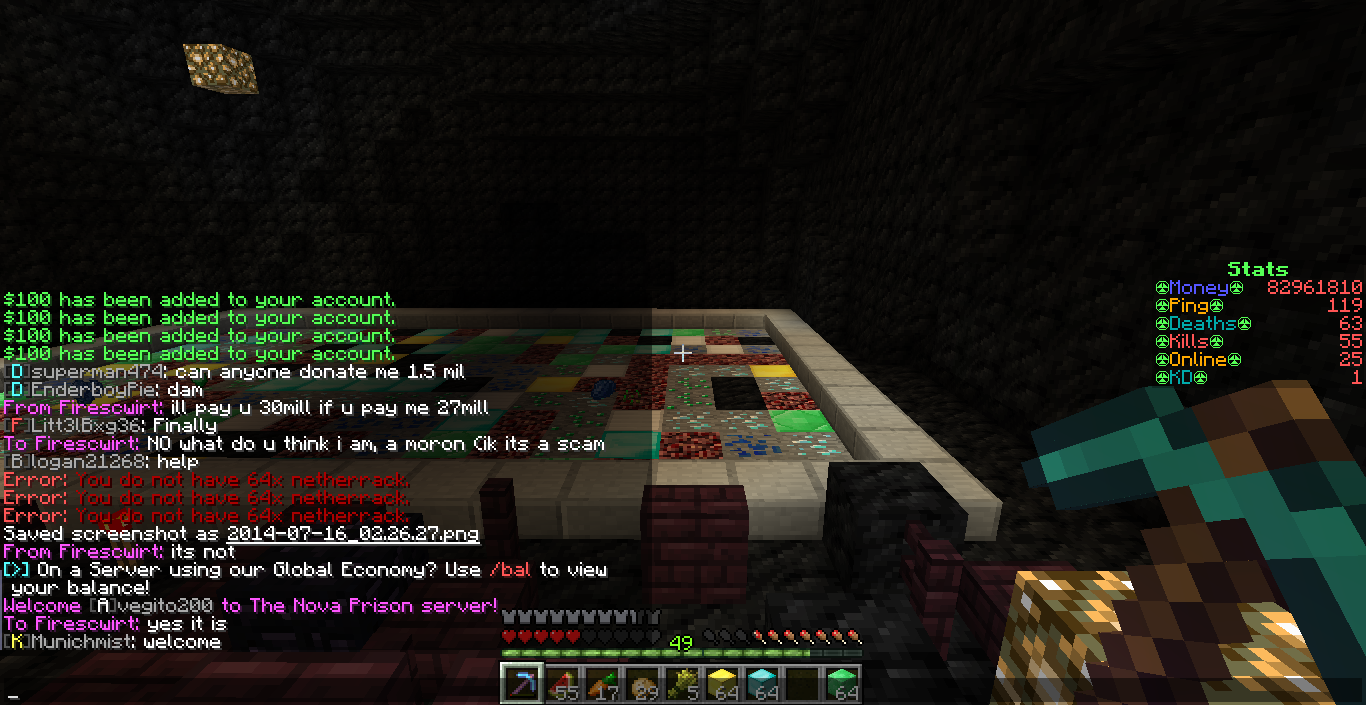 $100 has been added to your account.
$100 has been added to your account.
$100 has been added to your account.
$100 has been added to your account.
[D]superman474: can anyone donate me 1.5 mil
[D]EnderboyPie: dam
From Firescwirt: ill pay u 30mill if u pay me 27mill
[F]Litt3lBxg36: Finally
To Firescwirt: NO what do u think i am, a moron (ik its a scam
[B]logan21268: help
Error: You do not have 64x netherrack.
Error: You do not have 64x netherrack.
Error: You do not have 64x netherrack.
Saved screenshot as 2014-07-16_02.26.27.png
From Firescwirt: its not
[>] On a Server using our Global Economy? Use /bal to view
your balance!
Welcome [A]vegito200 to The Nova Prison server!
To Firescwirt: yes it is
[K]Munichmist: welcome
_
Stats
Money 82961810
Ping 119
Deaths 63
Kills 55
Online 25
KD 1
49
55 17 29 5 64 64 64